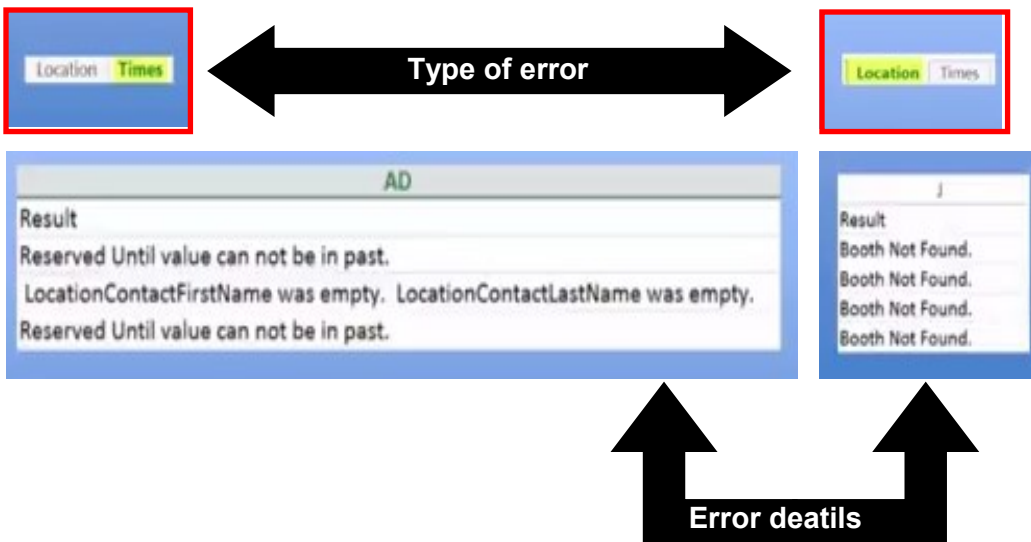 Location Times
Type of error
Location Times
AD
Result
Reserved Until value can not be in past.
LocationContactFirstName was empty. LocationContactLastName was empty.
Reserved Until value can not be in past.
J
Result
Booth Not Found.
Booth Not Found.
Booth Not Found.
Booth Not Found.
Error deatils